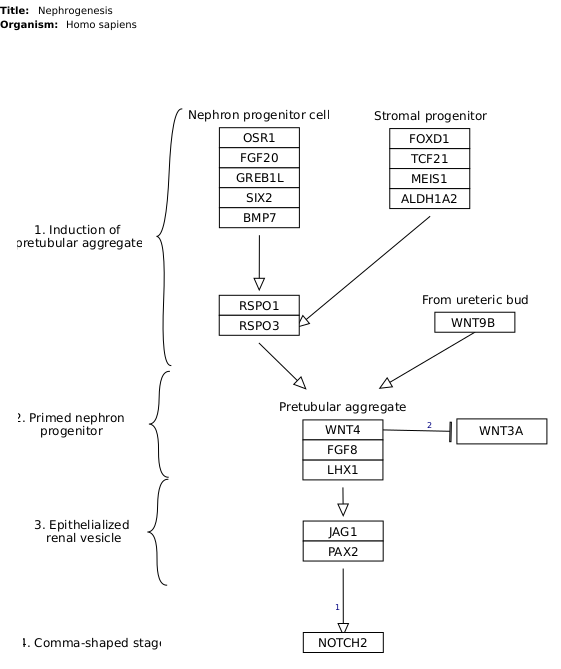 Title: Nephrogenesis
Organism: Homo sapiens
Nephron progenitor cell
OSR1
FGF20
GREB1L
SIX2
BMP7
Stromal progenitor
FOXD1
TCF21
MEIS1
ALDH1A2
1. Induction of
pretubular aggregate
RSPO1
RSPO3
From ureteric bud
WNT9B
2. Primed nephron
progenitor
Pretubular aggregate
WNT4
FGF8
LHX1
2
WNT3A
3. Epithelialized
renal vesicle
JAG1
PAX2
1
4. Comma-shaped stage
NOTCH2